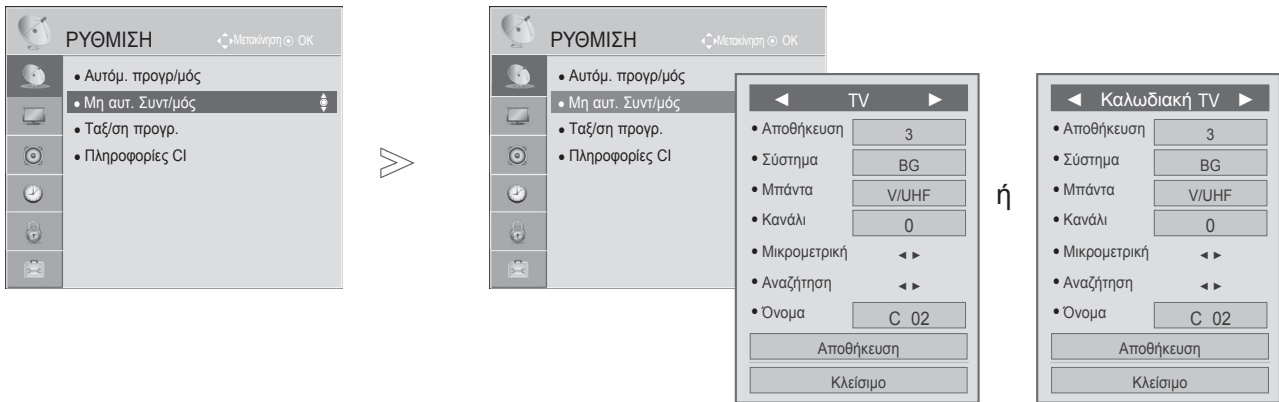 ΡΥΘΜΙΣΗ Μετακίνηση OK
• Αυτόμ. προγρ/μός
• Μη αυτ. Συντ/μός
• Ταξ/ση προγρ.
• Πληροφορίες CI
ΡΥΘΜΙΣΗ Μετακίνηση OK
• Αυτόμ. προγρ/μός
• Μη αυτ. Συντ/μός
• Ταξ/ση προγρ.
• Πληροφορίες CI
◄ TV ►
• Αποθήκευση 3
• Σύστημα BG
• Μπάντα V/UHF
• Κανάλι 0
• Μικρομετρική ◄ ►
• Αναζήτηση ◄ ►
• Όνομα C 02
Αποθήκευση
Κλείσιμο
ή
◄ Καλωδιακή TV ►
• Αποθήκευση 3
• Σύστημα BG
• Μπάντα V/UHF
• Κανάλι 0
• Μικρομετρική ◄ ►
• Αναζήτηση ◄ ►
• Όνομα C 02
Αποθήκευση
Κλείσιμο